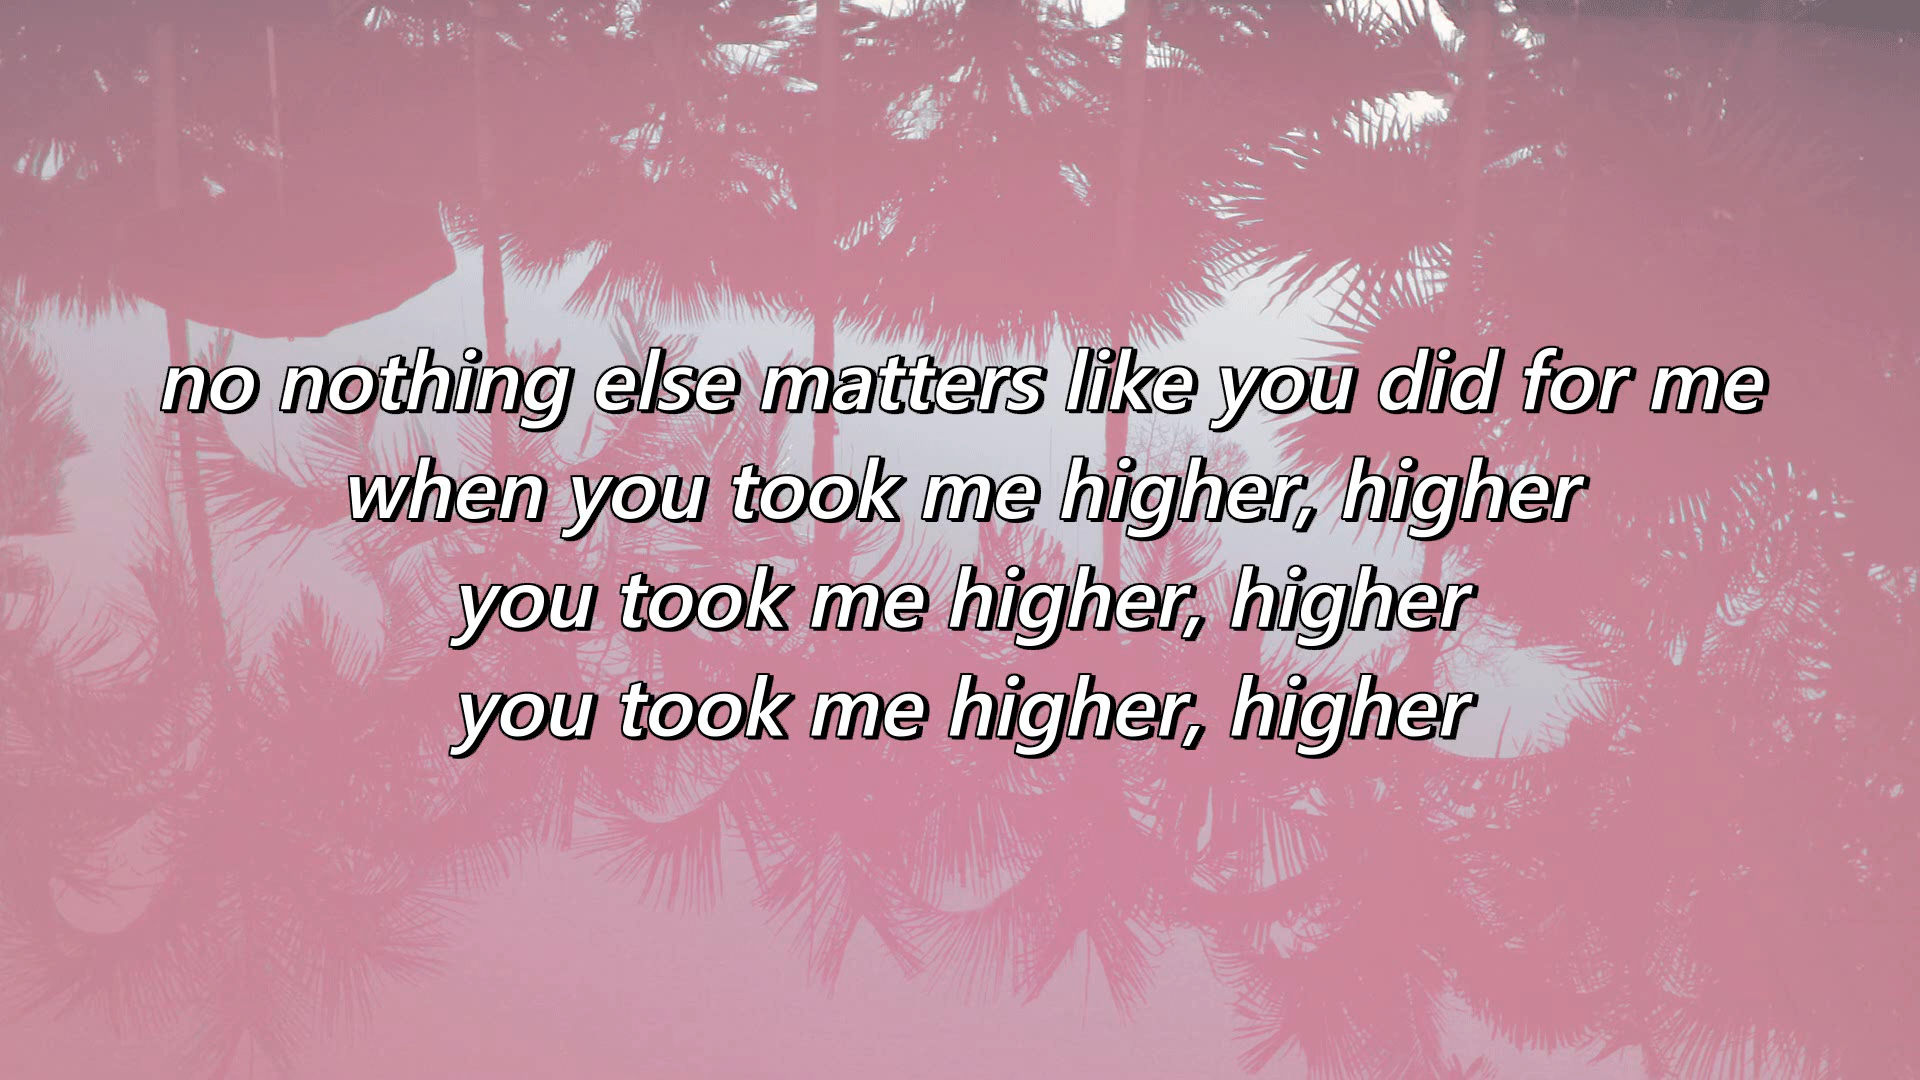 no nothing else matters like you did for me
when you took me higher, higher
you took me higher, higher
you took me higher, higher